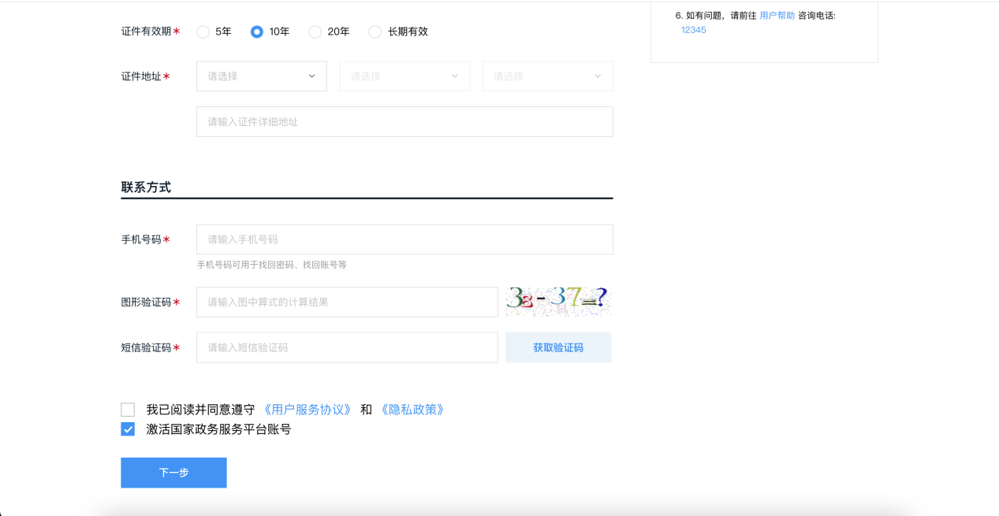 证件有效期* 5年 10年 20年 长期有效
证件地址* 请选择 请选择 请选择
请输入证件详细地址
联系方式
手机号码* 请输入手机号码
手机号码可用于找回密码、找回账号等
图形验证码* 请输入图中算式的计算结果 33-37=?
短信验证码* 请输入短信验证码 获取验证码
我已阅读并同意遵守 《用户服务协议》 和 《隐私政策》
激活国家政务服务平台账号
下一步
6. 如有问题，请前往 用户帮助 咨询电话:
12345